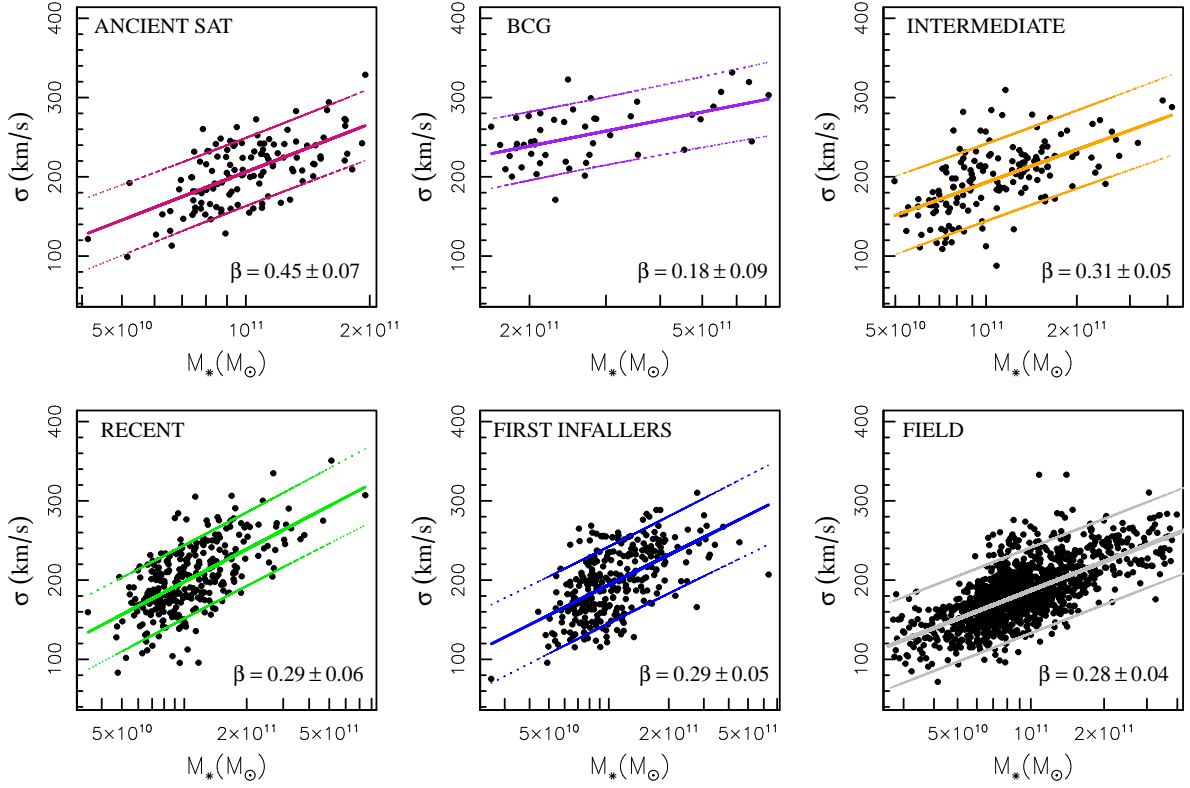 ANCIENT SAT
400
300
200
100
σ (km/s)
β = 0.45 ± 0.07
5×10¹⁰ 10¹¹ 2×10¹¹
M*(M⊙)
BCG
400
300
200
100
σ (km/s)
β = 0.18 ± 0.09
2×10¹¹ 5×10¹¹
M*(M⊙)
INTERMEDIATE
400
300
200
100
σ (km/s)
β = 0.31 ± 0.05
5×10¹⁰ 10¹¹ 2×10¹¹
M*(M⊙)
RECENT
400
300
200
100
σ (km/s)
β = 0.29 ± 0.06
5×10¹⁰ 2×10¹¹ 5×10¹¹
M*(M⊙)
FIRST INFALLERS
400
300
200
100
σ (km/s)
β = 0.29 ± 0.05
5×10¹⁰ 2×10¹¹ 5×10¹¹
M*(M⊙)
FIELD
400
300
200
100
σ (km/s)
β = 0.28 ± 0.04
5×10¹⁰ 10¹¹ 2×10¹¹
M*(M⊙)